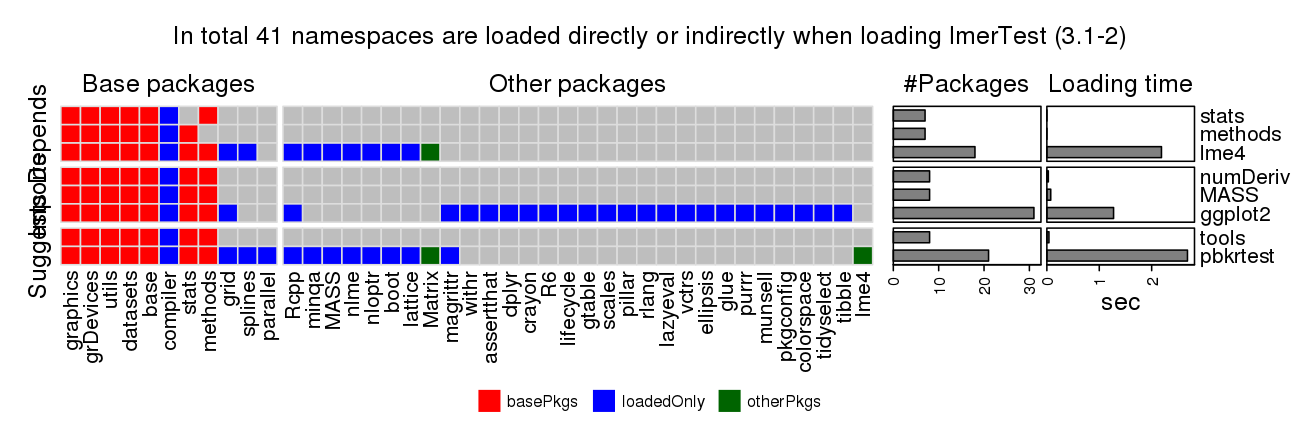 In total 41 namespaces are loaded directly or indirectly when loading lmerTest (3.1-2)
Base packages
Other packages
#Packages
Loading time
Depends
Imports
Suggests
stats
methods
lme4
numDeriv
MASS
ggplot2
tools
pbkrtest
graphics
grDevices
utils
datasets
base
compiler
stats
methods
grid
splines
parallel
Rcpp
minqa
MASS
nlme
nloptr
boot
lattice
Matrix
magrittr
withr
assertthat
dplyr
crayon
R6
lifecycle
gtable
scales
pillar
rlang
lazyeval
vctrs
ellipsis
glue
purrr
munsell
pkgconfig
colorspace
tidyselect
tibble
lme4
0
10
20
30
0 1 2
sec
basePkgs
loadedOnly
otherPkgs